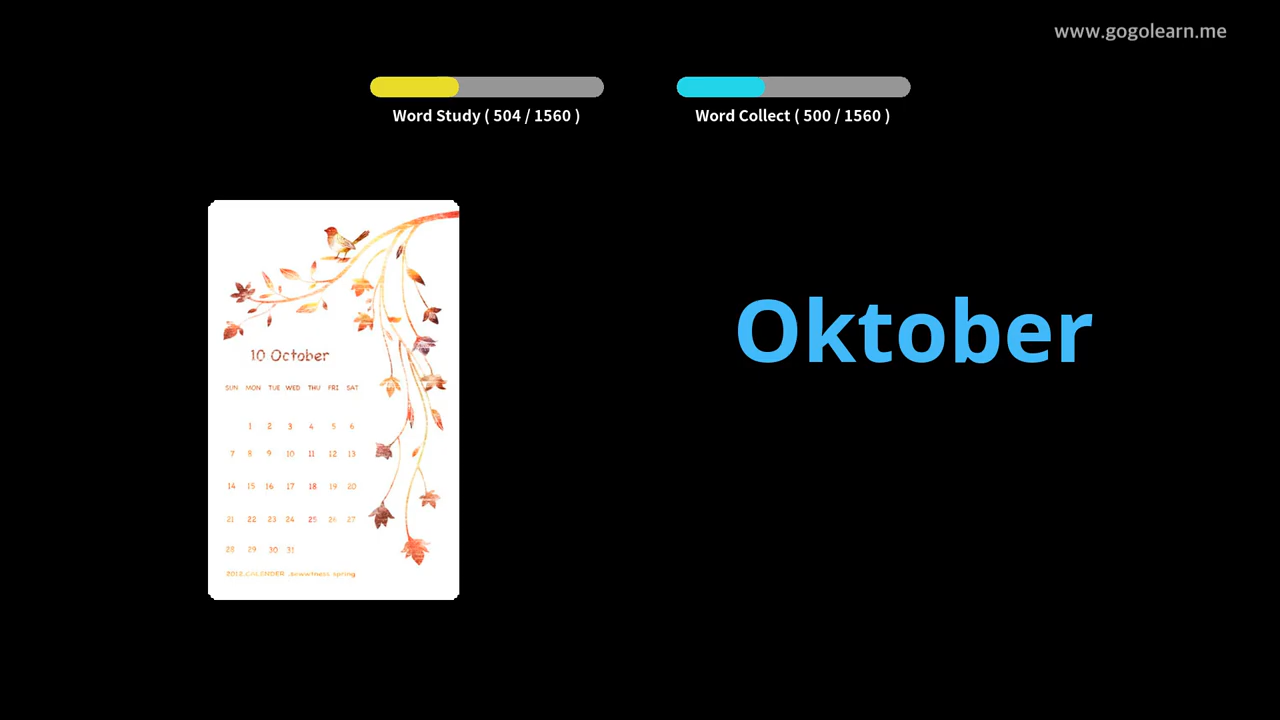 www.gogolearn.me
Word Study ( 504 / 1560 )
Word Collect ( 500 / 1560 )
Oktober
10 October
SUN MON TUE WED THU FRI SAT
1 2 3 4 5 6
7 8 9 10 11 12 13
14 15 16 17 18 19 20
21 22 23 24 25 26 27
28 29 30 31